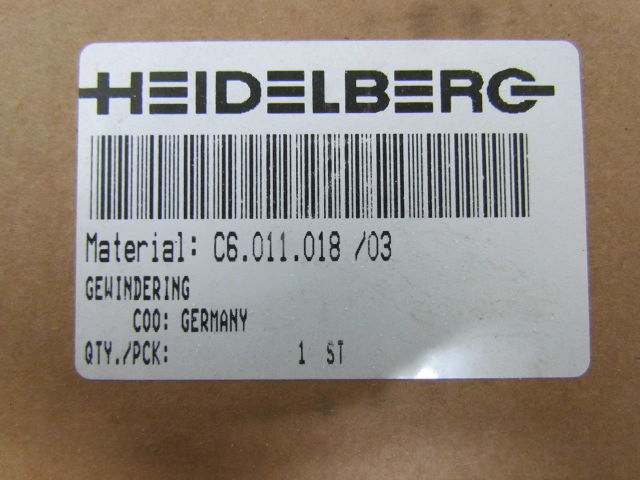 HEIDELBERG
Material: C6.011.018 /03
GEWINDERING
COO: GERMANY
QTY./PCK: 1 ST